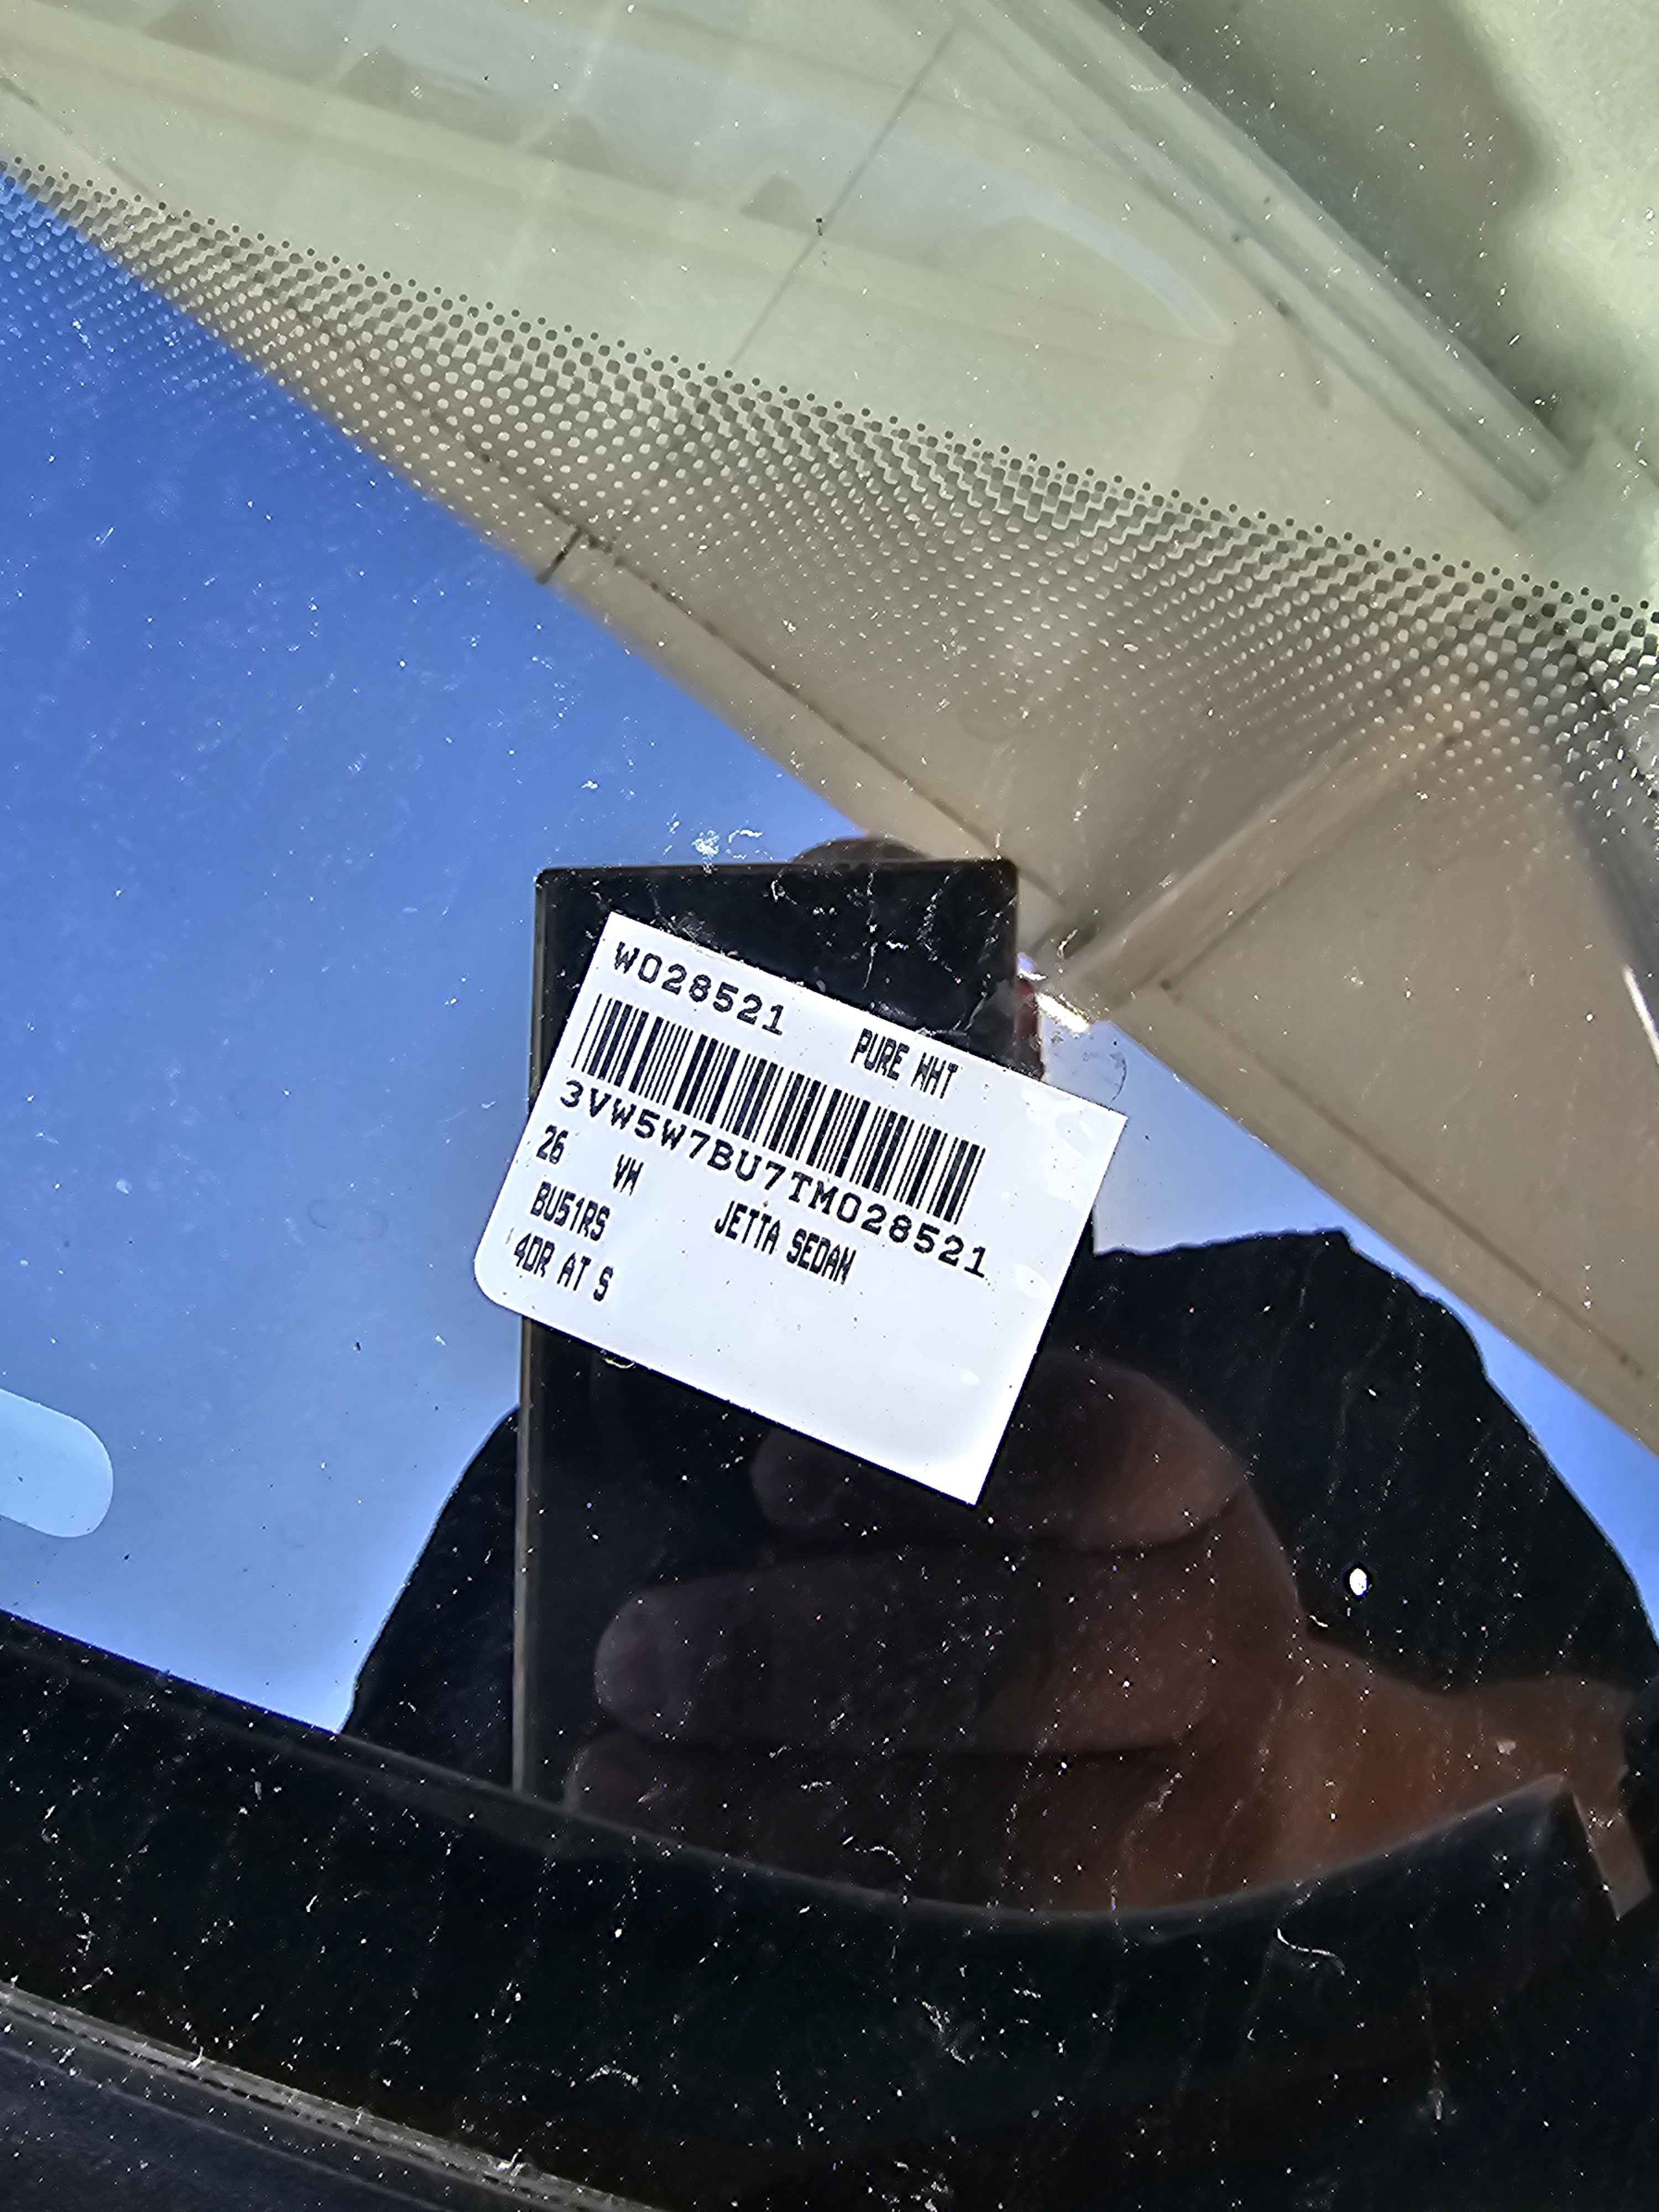 W028521 PURE WHT
3VW5W7BU7TM028521
26 VW JETTA SEDAN
BU51RS
4DR AT S